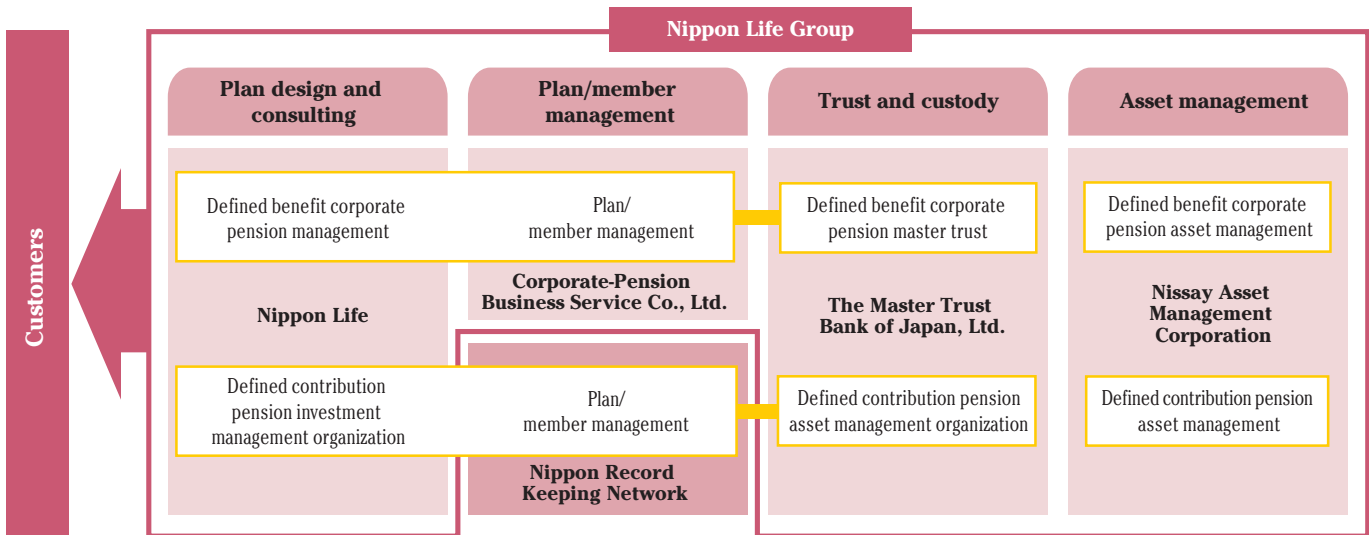 Nippon Life Group
Customers
Plan design and
consulting
Plan/member
management
Trust and custody
Asset management
Defined benefit corporate
pension management
Plan/
member management
Defined benefit corporate
pension master trust
Defined benefit corporate
pension asset management
Nippon Life
Corporate-Pension
Business Service Co., Ltd.
The Master Trust
Bank of Japan, Ltd.
Nissay Asset
Management
Corporation
Defined contribution
pension investment
management organization
Plan/
member management
Defined contribution pension
asset management organization
Defined contribution pension
asset management
Nippon Record
Keeping Network